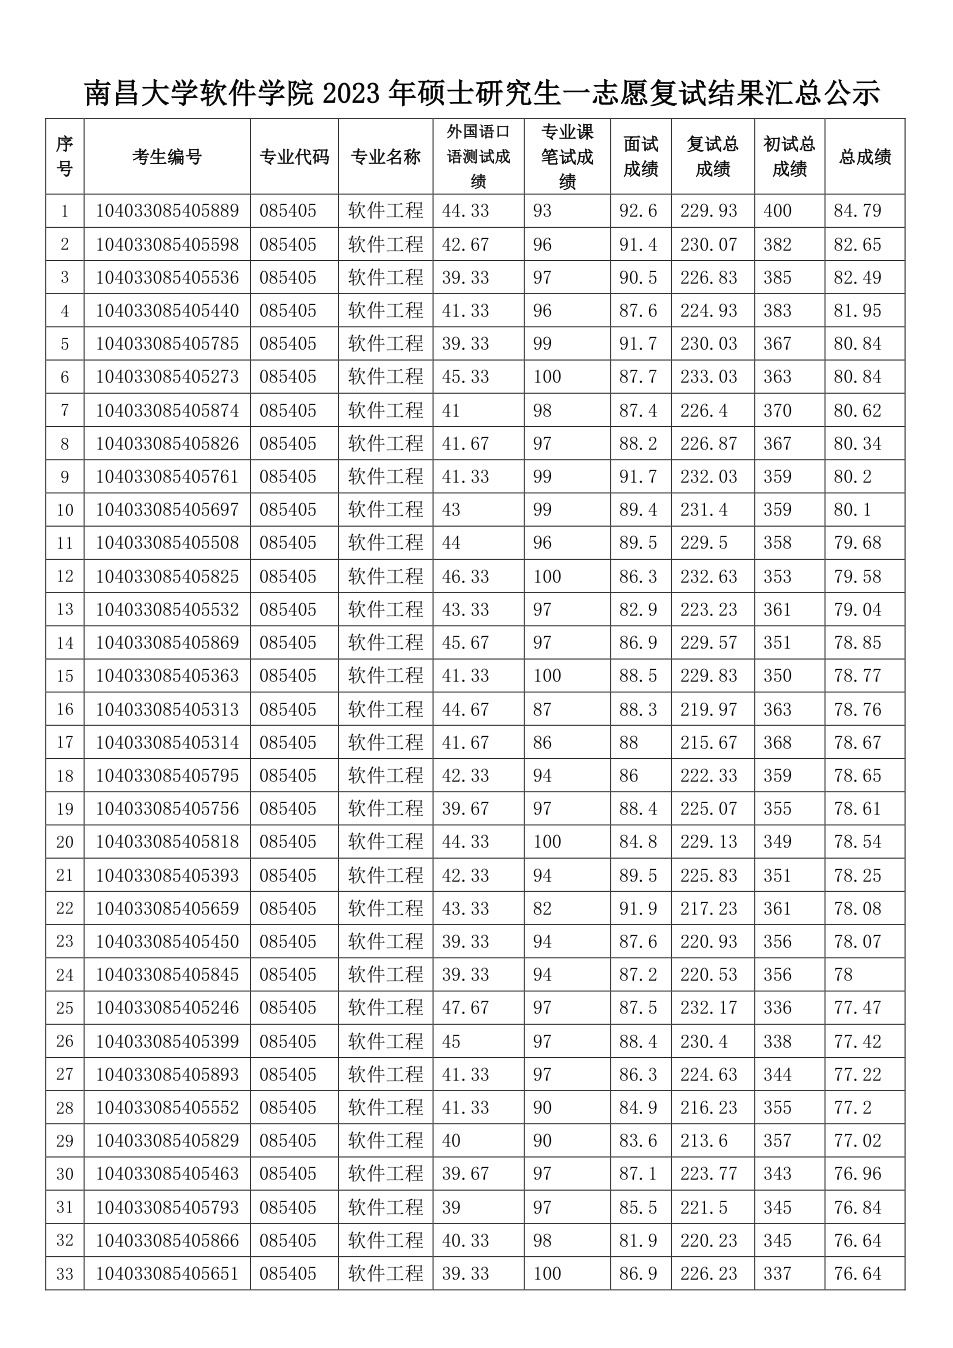 南昌大学软件学院 2023 年硕士研究生一志愿复试结果汇总公示
序号 考生编号 专业代码 专业名称 外国语口语测试成绩 专业课笔试成绩 面试成绩 复试总成绩 初试总成绩 总成绩
1 104033085405889 085405 软件工程 44.33 93 92.6 229.93 400 84.79
2 104033085405598 085405 软件工程 42.67 96 91.4 230.07 382 82.65
3 104033085405536 085405 软件工程 39.33 97 90.5 226.83 385 82.49
4 104033085405440 085405 软件工程 41.33 96 87.6 224.93 383 81.95
5 104033085405785 085405 软件工程 39.33 99 91.7 230.03 367 80.84
6 104033085405273 085405 软件工程 45.33 100 87.7 233.03 363 80.84
7 104033085405874 085405 软件工程 41 98 87.4 226.4 370 80.62
8 104033085405826 085405 软件工程 41.67 97 88.2 226.87 367 80.34
9 104033085405761 085405 软件工程 41.33 99 91.7 232.03 359 80.2
10 104033085405697 085405 软件工程 43 99 89.4 231.4 359 80.1
11 104033085405508 085405 软件工程 44 96 89.5 229.5 358 79.68
12 104033085405825 085405 软件工程 46.33 100 86.3 232.63 353 79.58
13 104033085405532 085405 软件工程 43.33 97 82.9 223.23 361 79.04
14 104033085405869 085405 软件工程 45.67 97 86.9 229.57 351 78.85
15 104033085405363 085405 软件工程 41.33 100 88.5 229.83 350 78.77
16 104033085405313 085405 软件工程 44.67 87 88.3 219.97 363 78.76
17 104033085405314 085405 软件工程 41.67 86 88 215.67 368 78.67
18 104033085405795 085405 软件工程 42.33 94 86 222.33 359 78.65
19 104033085405756 085405 软件工程 39.67 97 88.4 225.07 355 78.61
20 104033085405818 085405 软件工程 44.33 100 84.8 229.13 349 78.54
21 104033085405393 085405 软件工程 42.33 94 89.5 225.83 351 78.25
22 104033085405659 085405 软件工程 43.33 82 91.9 217.23 361 78.08
23 104033085405450 085405 软件工程 39.33 94 87.6 220.93 356 78.07
24 104033085405845 085405 软件工程 39.33 94 87.2 220.53 356 78
25 104033085405246 085405 软件工程 47.67 97 87.5 232.17 336 77.47
26 104033085405399 085405 软件工程 45 97 88.4 230.4 338 77.42
27 104033085405893 085405 软件工程 41.33 97 86.3 224.63 344 77.22
28 104033085405552 085405 软件工程 41.33 90 84.9 216.23 355 77.2
29 104033085405829 085405 软件工程 40 90 83.6 213.6 357 77.02
30 104033085405463 085405 软件工程 39.67 97 87.1 223.77 343 76.96
31 104033085405793 085405 软件工程 39 97 85.5 221.5 345 76.84
32 104033085405866 085405 软件工程 40.33 98 81.9 220.23 345 76.64
33 104033085405651 085405 软件工程 39.33 100 86.9 226.23 337 76.64